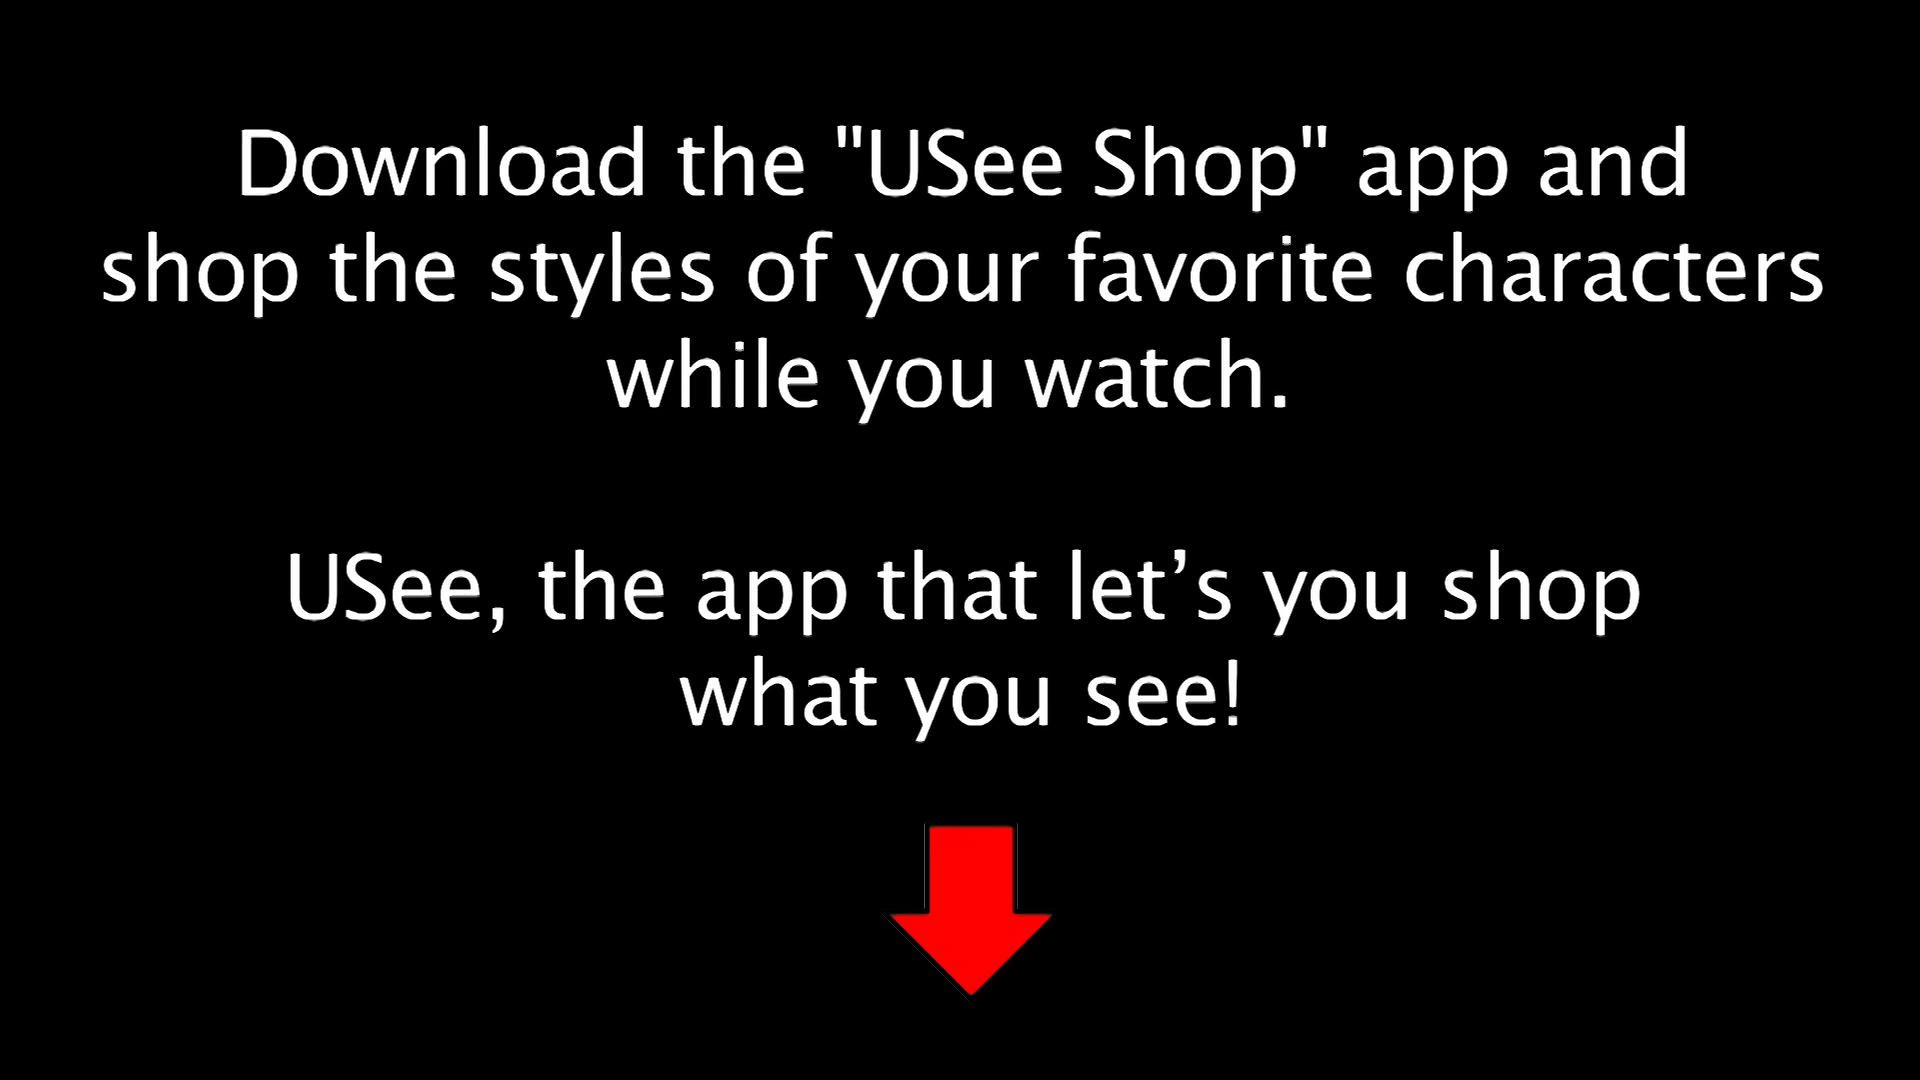 Download the "USee Shop" app and
shop the styles of your favorite characters
while you watch.
USee, the app that let’s you shop
what you see!